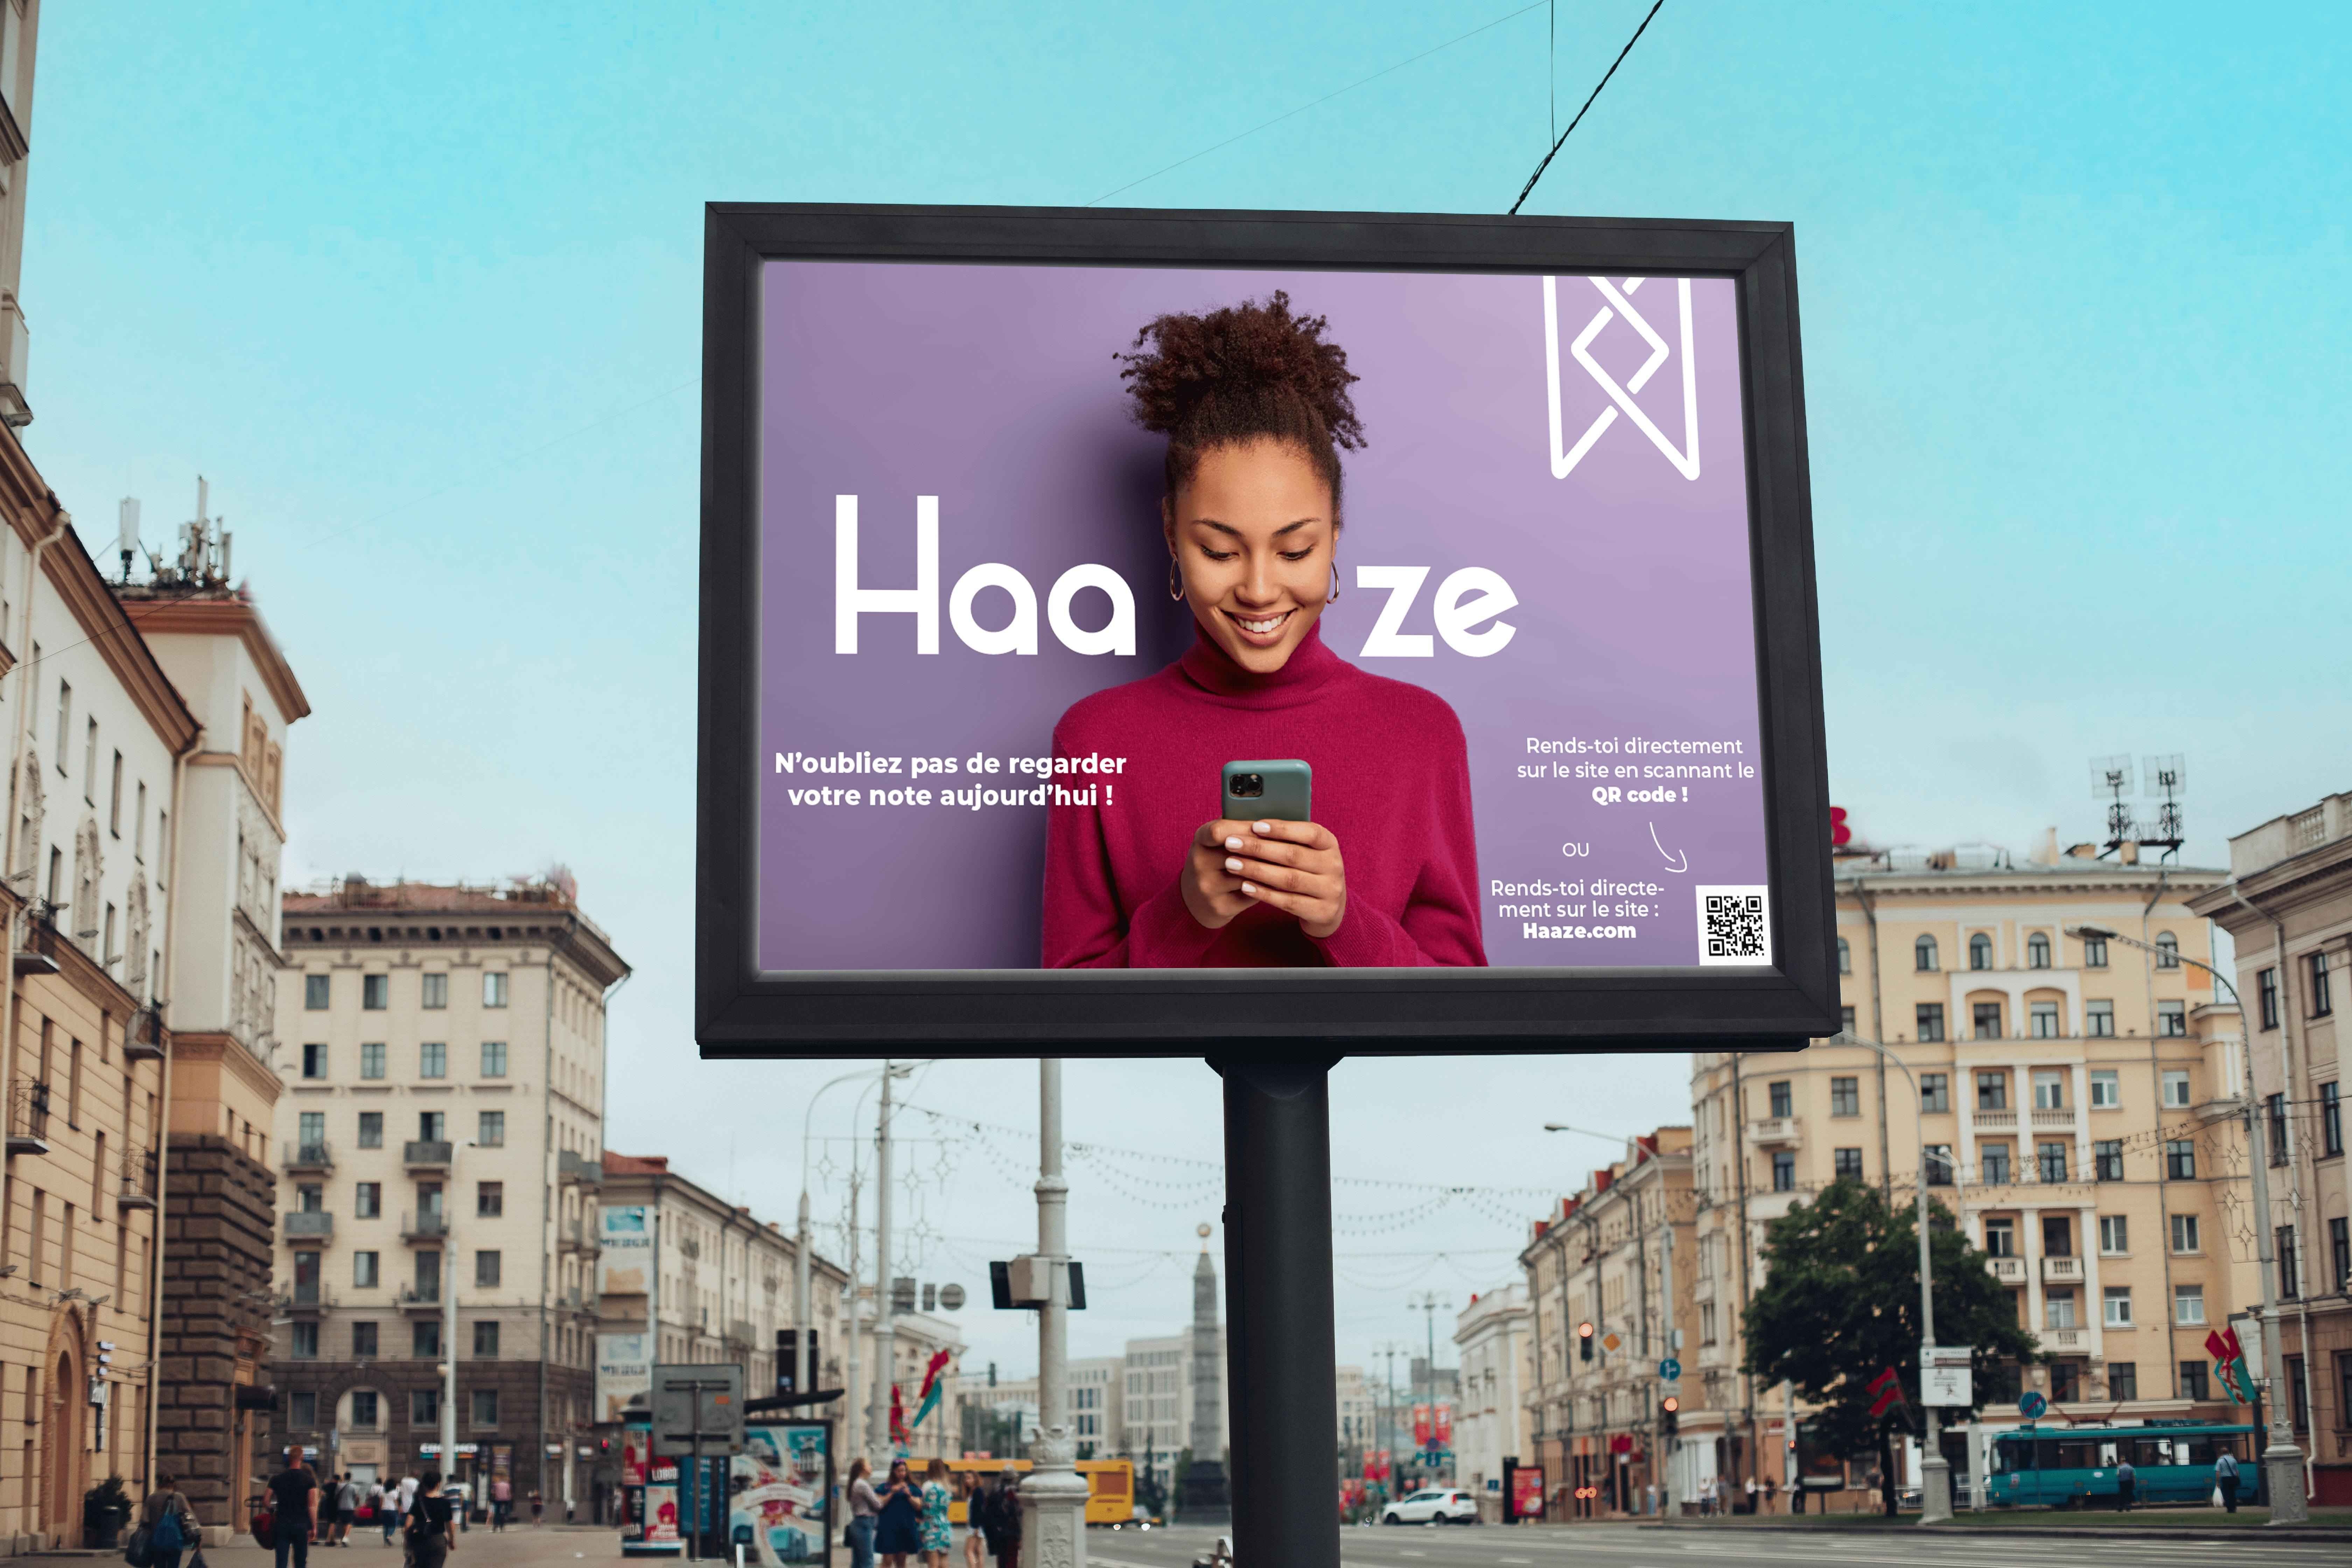 Haa ze
N'oubliez pas de regarder
votre note aujourd'hui !
Rends-toi directement
sur le site en scannant le
QR code !
OU
Rends-toi directe-
ment sur le site :
Haaze.com